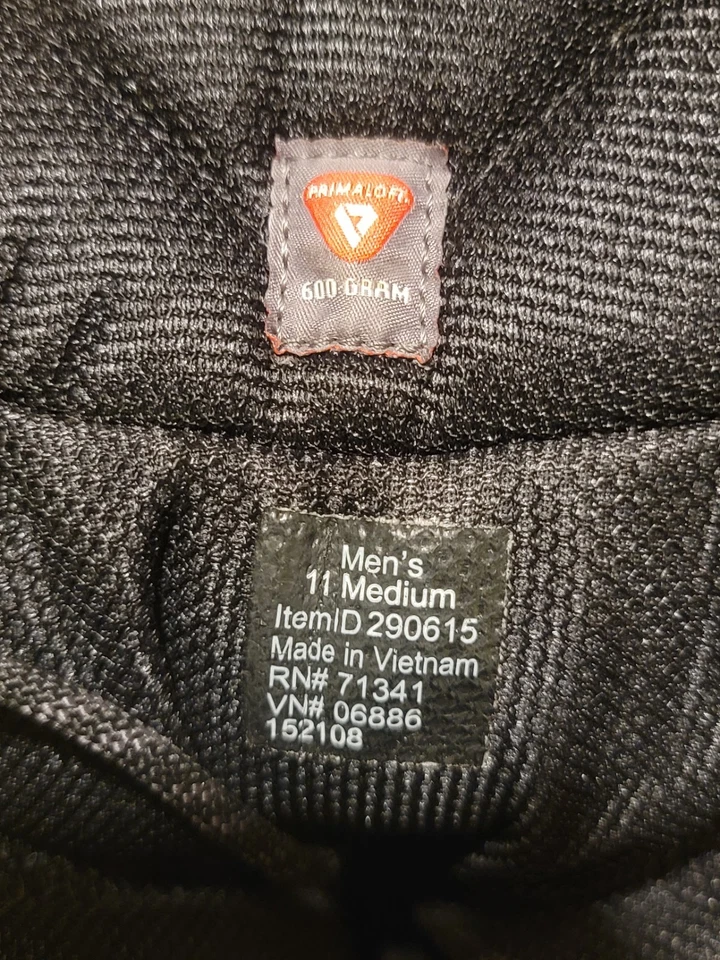 PRIMALOFT
600 GRAM
Men's
11 Medium
ItemID 290615
Made in Vietnam
RN# 71341
VN# 06886
152108